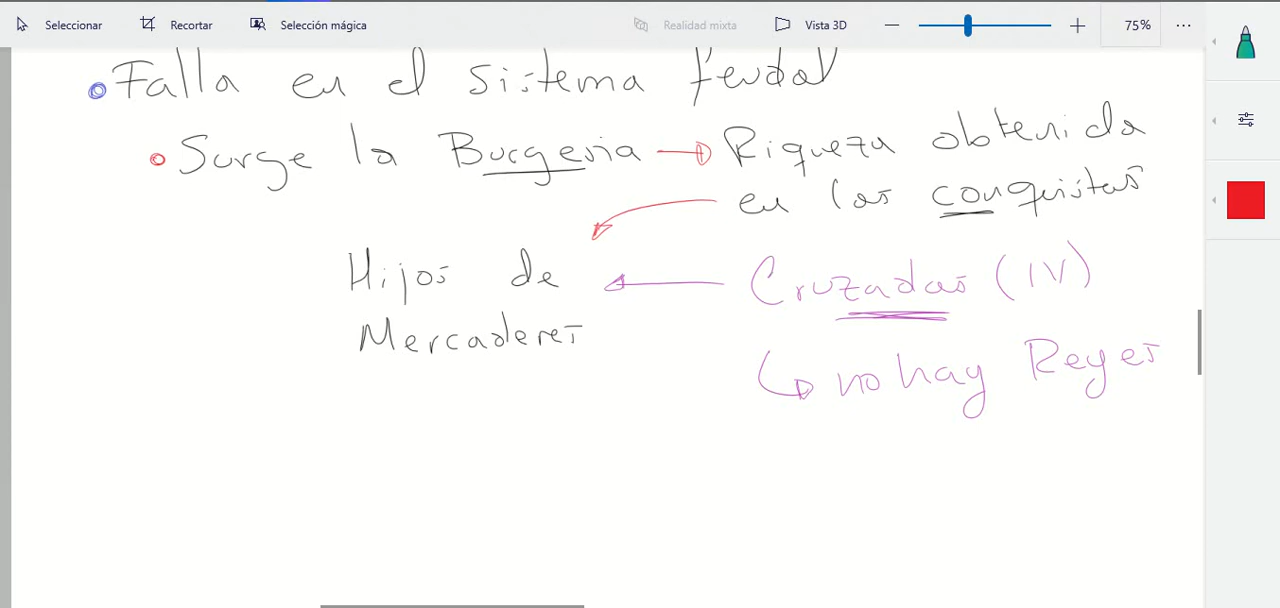 Seleccionar Recortar Selección mágica Realidad mixta Vista 3D 75%
Falla en el sistema feudal
Surge la Burgesia → Riqueza obtenida
en las conquistas
Hijos de ← Cruzadas (IV)
Mercaderes
↳ no hay Reyes